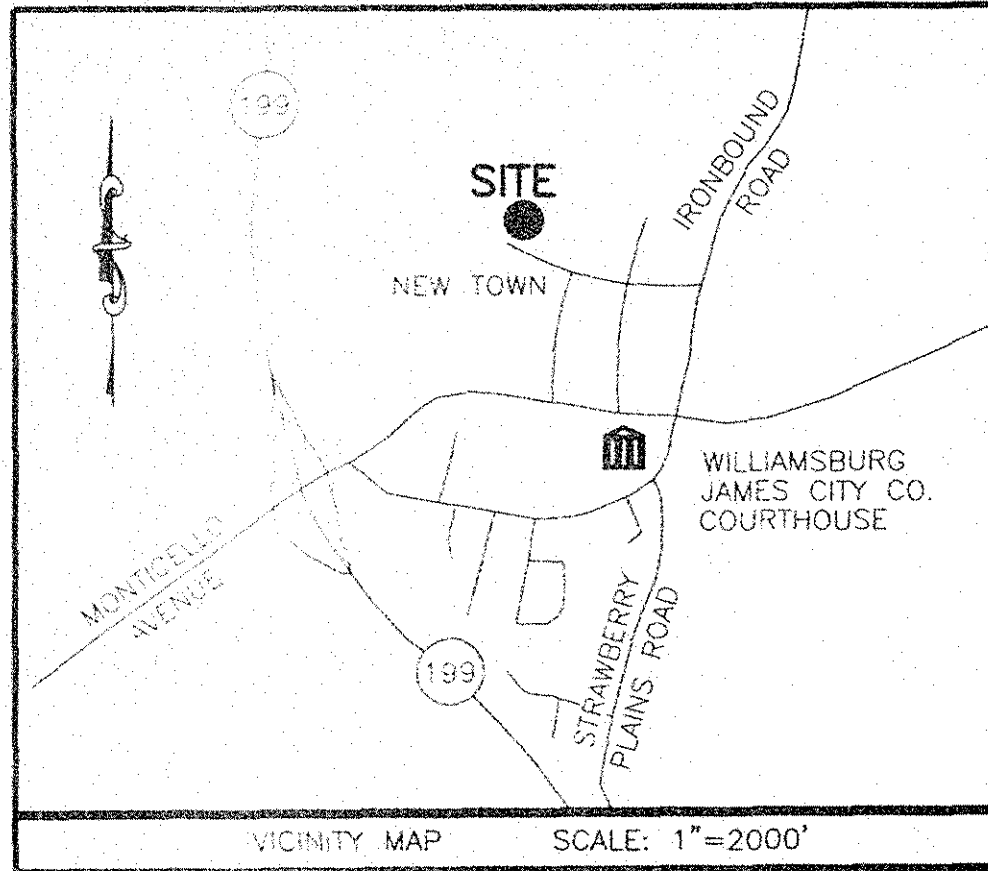 199
SITE
IRONBOUND
ROAD
NEW TOWN
WILLIAMSBURG
JAMES CITY CO.
COURTHOUSE
MONTICELLO
AVENUE
199
STRAWBERRY
PLAINS ROAD
VICINITY MAP SCALE: 1"=2000'